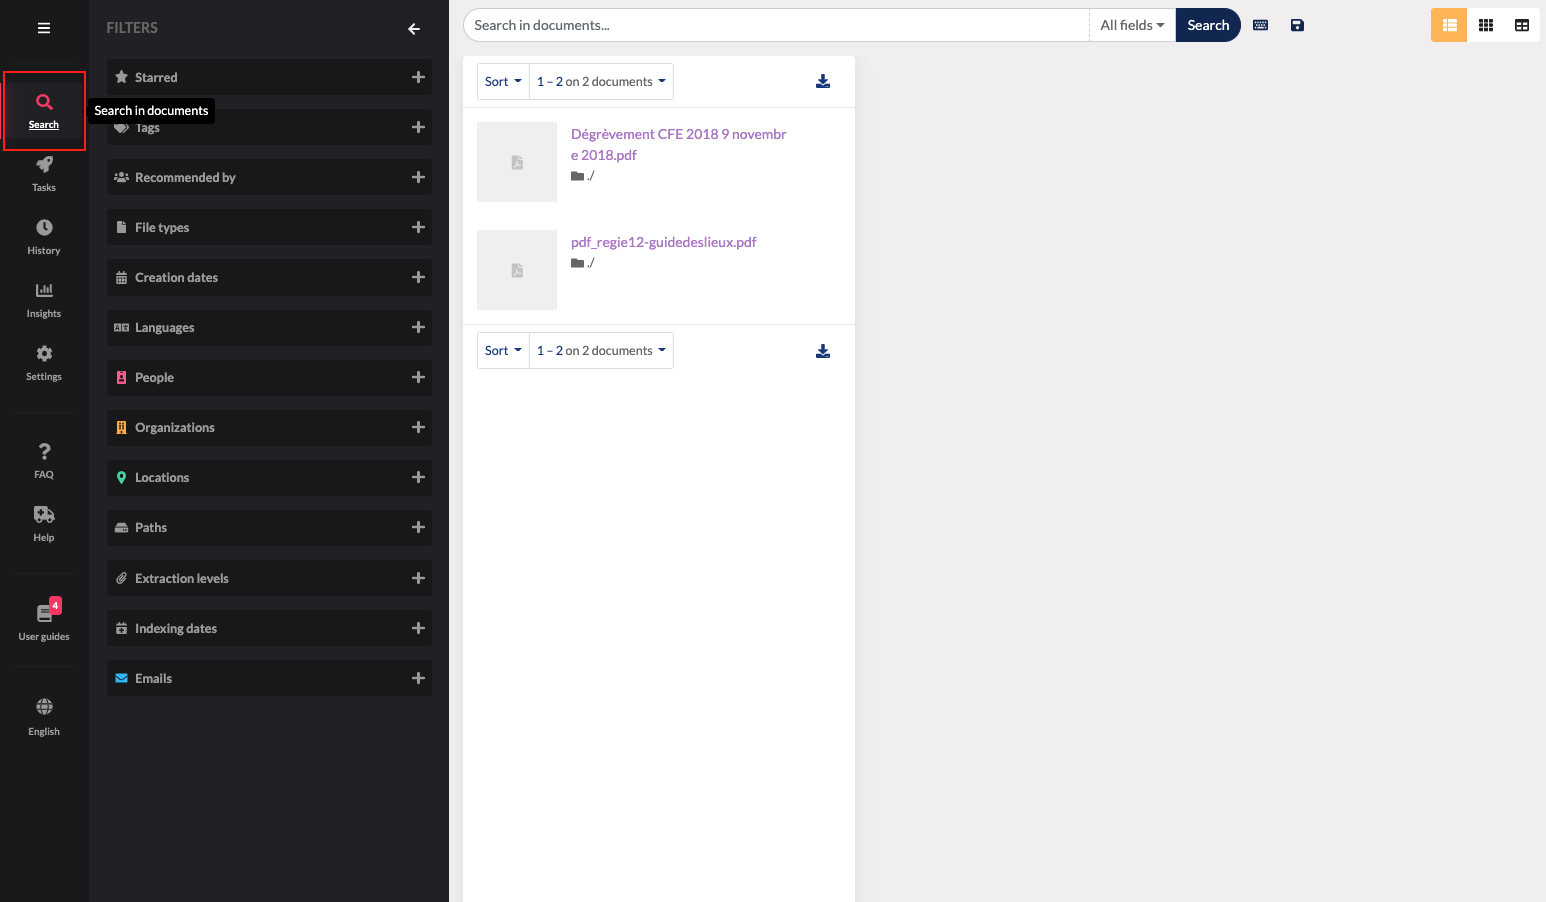 FILTERS
Search
Search in documents
Tasks
History
Insights
Settings
FAQ
Help
4
User guides
English
Starred
Tags
Recommended by
File types
Creation dates
Languages
People
Organizations
Locations
Paths
Extraction levels
Indexing dates
Emails
Search in documents...
All fields
Search
Sort
1 – 2 on 2 documents
Dégrèvement CFE 2018 9 novembr
e 2018.pdf
./
pdf_regie12-guidedeslieux.pdf
./
Sort
1 – 2 on 2 documents